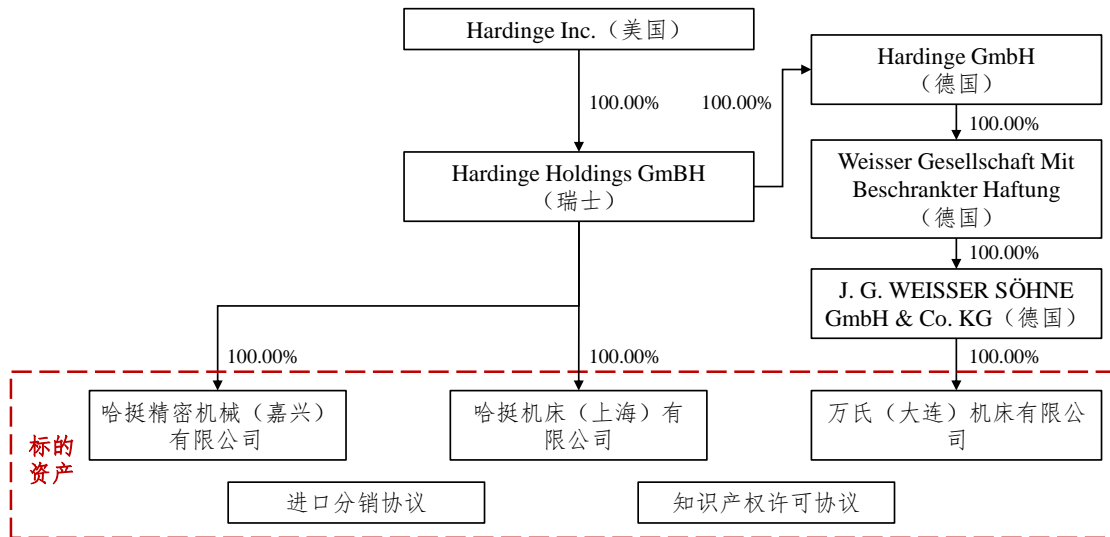 Hardinge Inc.（美国）
Hardinge GmbH
（德国）
100.00%
100.00%
100.00%
Hardinge Holdings GmBH
（瑞士）
Weisser Gesellschaft Mit
Beschrankter Haftung
（德国）
100.00%
J. G. WEISSER SÖHNE
GmbH & Co. KG（德国）
100.00%
100.00%
100.00%
标的
资产
哈挺精密机械（嘉兴）
有限公司
哈挺机床（上海）有
限公司
万氏（大连）机床有限公
司
进口分销协议
知识产权许可协议